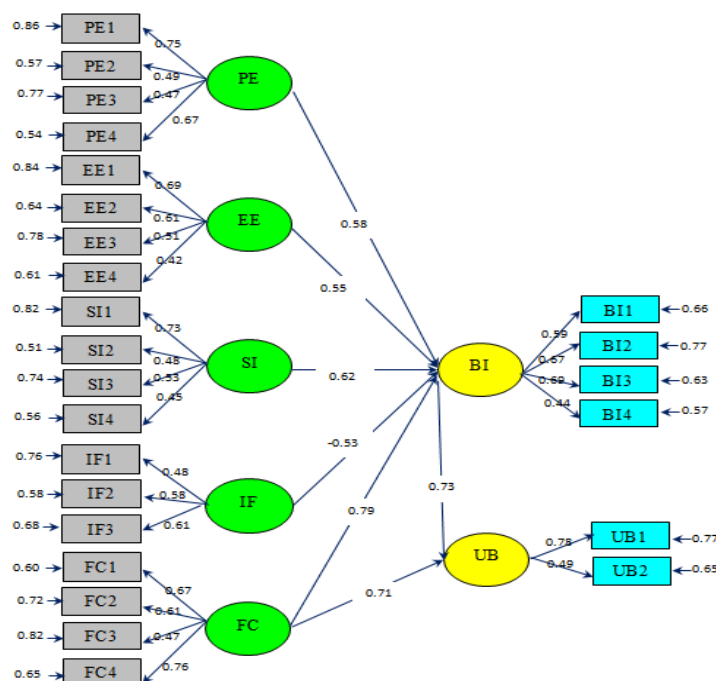 0.86 PE1 0.75
0.57 PE2 0.49
0.77 PE3 0.47
0.54 PE4 0.67
PE
0.84 EE1 0.69
0.64 EE2 0.61
0.78 EE3 0.51
0.61 EE4 0.42
EE
0.82 SI1 0.73
0.51 SI2 0.48
0.74 SI3 0.53
0.56 SI4 0.45
SI
0.76 IF1 0.48
0.58 IF2 0.58
0.68 IF3 0.61
IF
0.60 FC1 0.67
0.72 FC2 0.61
0.82 FC3 0.47
0.65 FC4 0.76
FC
0.58
0.55
0.62
-0.53
0.79
0.73
0.71
BI
0.59 BI1 0.66
0.67 BI2 0.77
0.69 BI3 0.63
0.44 BI4 0.57
UB
0.78 UB1 0.77
0.49 UB2 0.65